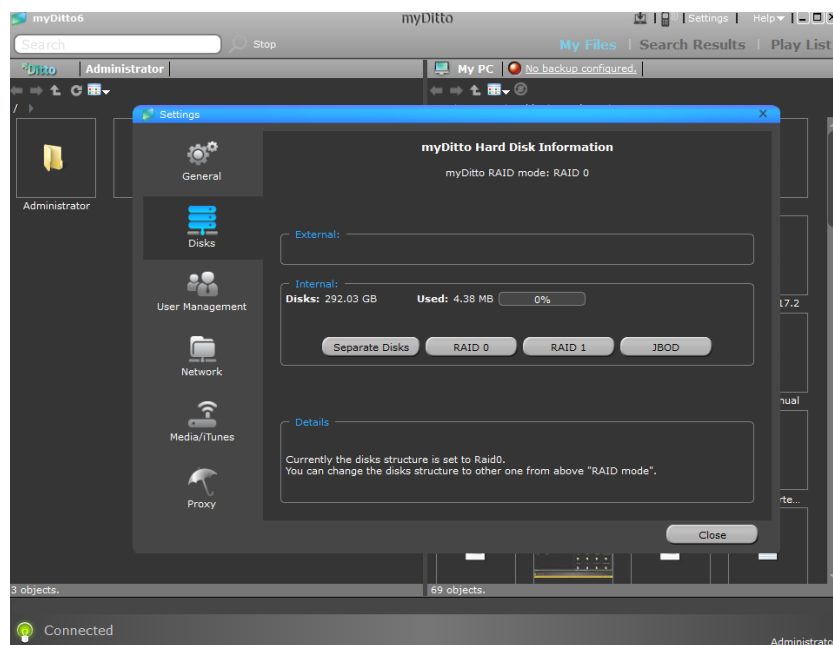 myDitto6
myDitto
Settings
Help
Search
Stop
My Files
Search Results
Play List
Ditto
Administrator
My PC
No backup configured.
/
Settings
X
Administrator
General
Disks
User Management
Network
Media/iTunes
Proxy
myDitto Hard Disk Information
myDitto RAID mode: RAID 0
External:
Internal:
Disks: 292.03 GB Used: 4.38 MB 0%
Separate Disks RAID 0 RAID 1 JBOD
Details
Currently the disks structure is set to Raid0.
You can change the disks structure to other one from above "RAID mode".
Close
17.2
nual
rte...
3 objects.
69 objects.
Connected
Administrato